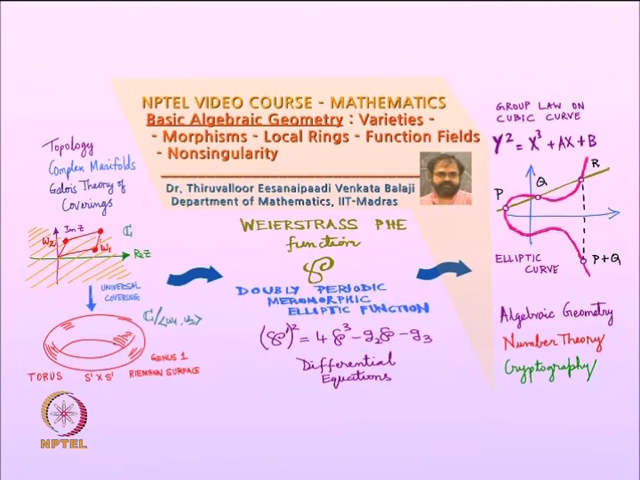 NPTEL VIDEO COURSE - MATHEMATICS
Basic Algebraic Geometry : Varieties -
- Morphisms - Local Rings - Function Fields
- Nonsingularity
Dr. Thiruvalloor Eesanaipaadi Venkata Balaji
Department of Mathematics, IIT-Madras
Topology
Complex Manifolds
Galois Theory of
Coverings
Im Z
ℂ
ω₂
ω₁
Re Z
UNIVERSAL
COVERING
ℂ/<ω₁, ω₂>
GENUS 1
TORUS S¹ X S¹ RIEMANN SURFACE
NPTEL
WEIERSTRASS PHE
function
℘
DOUBLY PERIODIC
MEROMORPHIC
ELLIPTIC FUNCTION
(℘')² = 4℘³ - g₂℘ - g₃
Differential
Equations
GROUP LAW ON
CUBIC CURVE
Y² = X³ + AX + B
R
Q
P
P+Q
ELLIPTIC
CURVE
Algebraic Geometry
Number Theory
Cryptography